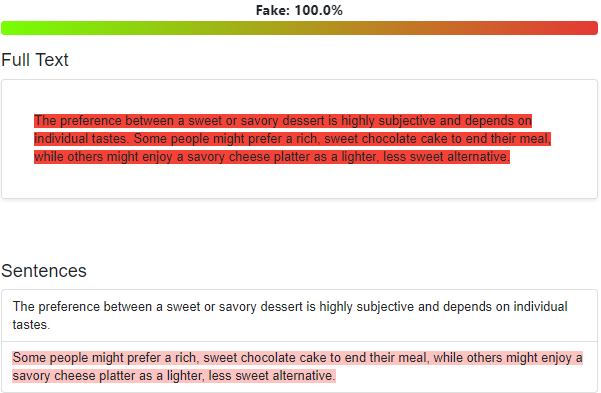 Fake: 100.0%
Full Text
The preference between a sweet or savory dessert is highly subjective and depends on
individual tastes. Some people might prefer a rich, sweet chocolate cake to end their meal,
while others might enjoy a savory cheese platter as a lighter, less sweet alternative.
Sentences
The preference between a sweet or savory dessert is highly subjective and depends on individual
tastes.
Some people might prefer a rich, sweet chocolate cake to end their meal, while others might enjoy a
savory cheese platter as a lighter, less sweet alternative.